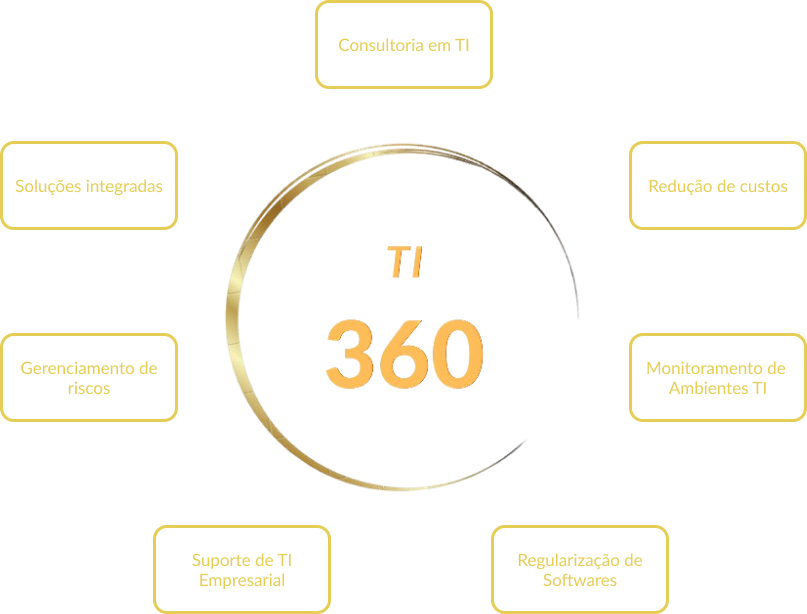 Consultoria em TI
Soluções integradas
Redução de custos
TI
360
Gerenciamento de
riscos
Monitoramento de
Ambientes TI
Suporte de TI
Empresarial
Regularização de
Softwares